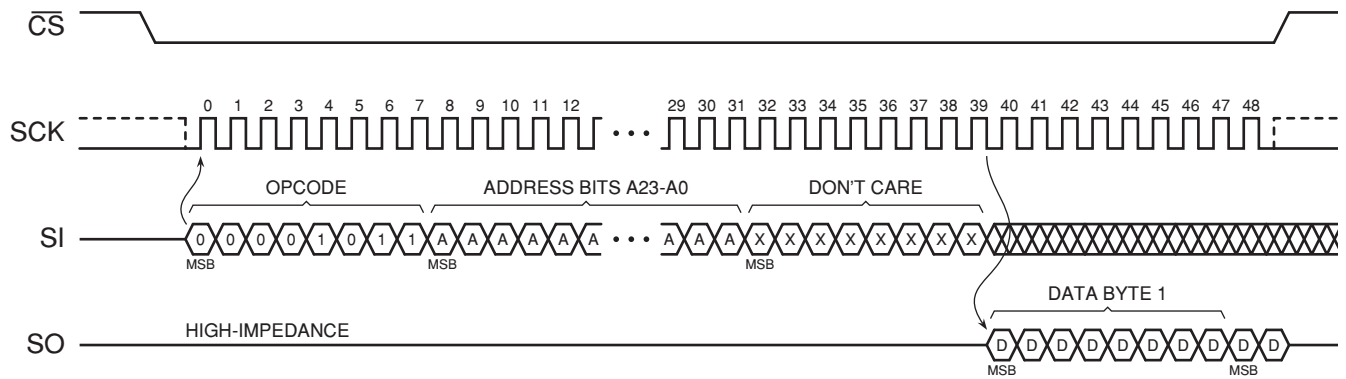 CS
0 1 2 3 4 5 6 7 8 9 10 11 12 29 30 31 32 33 34 35 36 37 38 39 40 41 42 43 44 45 46 47 48
SCK
OPCODE ADDRESS BITS A23-A0 DON'T CARE
SI 0 0 0 0 1 0 1 1 A A A A A A A A A X X X X X X X X
MSB MSB MSB
DATA BYTE 1
HIGH-IMPEDANCE
SO D D D D D D D D D D
MSB MSB